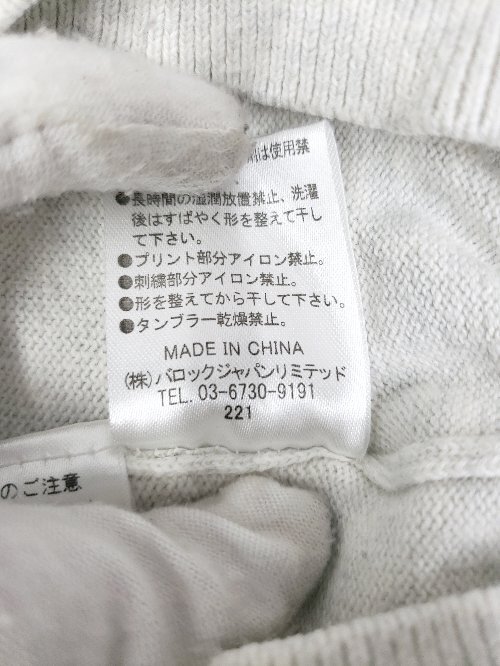 は使用禁
●長時間の湿潤放置禁止、洗濯
後はすばやく形を整えて干し
て下さい。
●プリント部分アイロン禁止。
●刺繍部分アイロン禁止。
●形を整えてから干して下さい。
●タンブラー乾燥禁止。
MADE IN CHINA
(株)バロックジャパンリミテッド
TEL. 03-6730-9191
221
のご注意